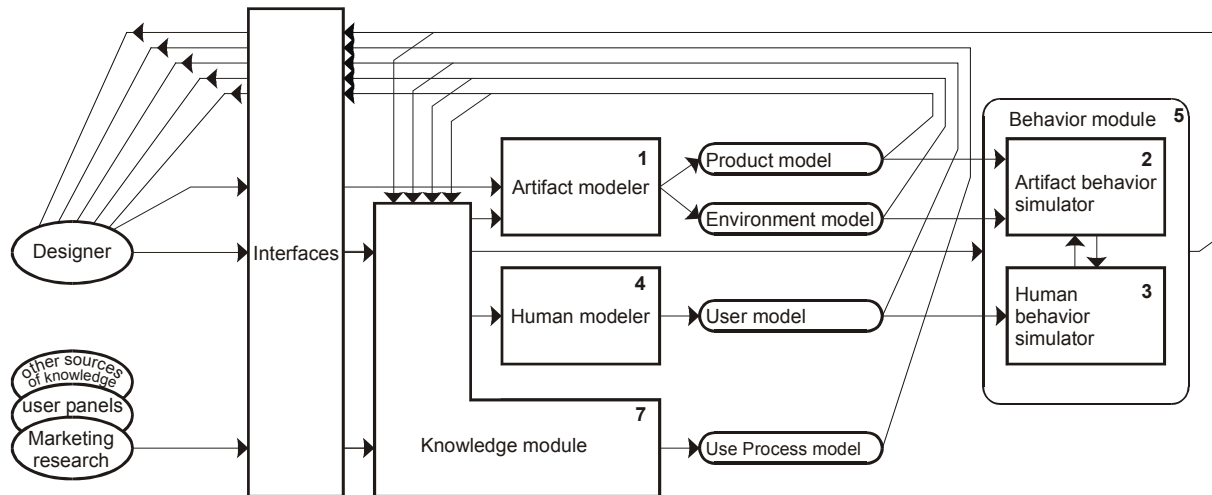 Behavior module
5
1
Artifact modeler
Product model
2
Artifact behavior
simulator
Environment model
Designer
Interfaces
4
Human modeler
User model
3
Human
behavior
simulator
other sources
of knowledge
user panels
Marketing
research
7
Knowledge module
Use Process model